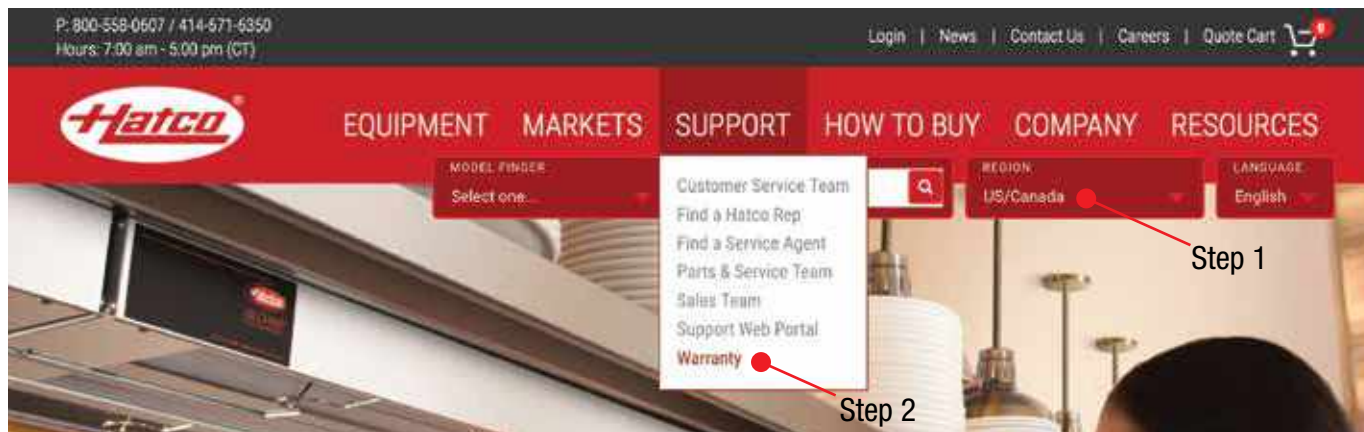 P: 800-558-0607 / 414-671-6350
Hours: 7:00 am - 5:00 pm (CT)
Login | News | Contact Us | Careers | Quote Cart 0
Hatco®
EQUIPMENT MARKETS SUPPORT HOW TO BUY COMPANY RESOURCES
MODEL FINDER
Select one...
REGION
US/Canada
LANGUAGE
English
Step 1
Customer Service Team
Find a Hatco Rep
Find a Service Agent
Parts & Service Team
Sales Team
Support Web Portal
Warranty
Step 2
Hatco